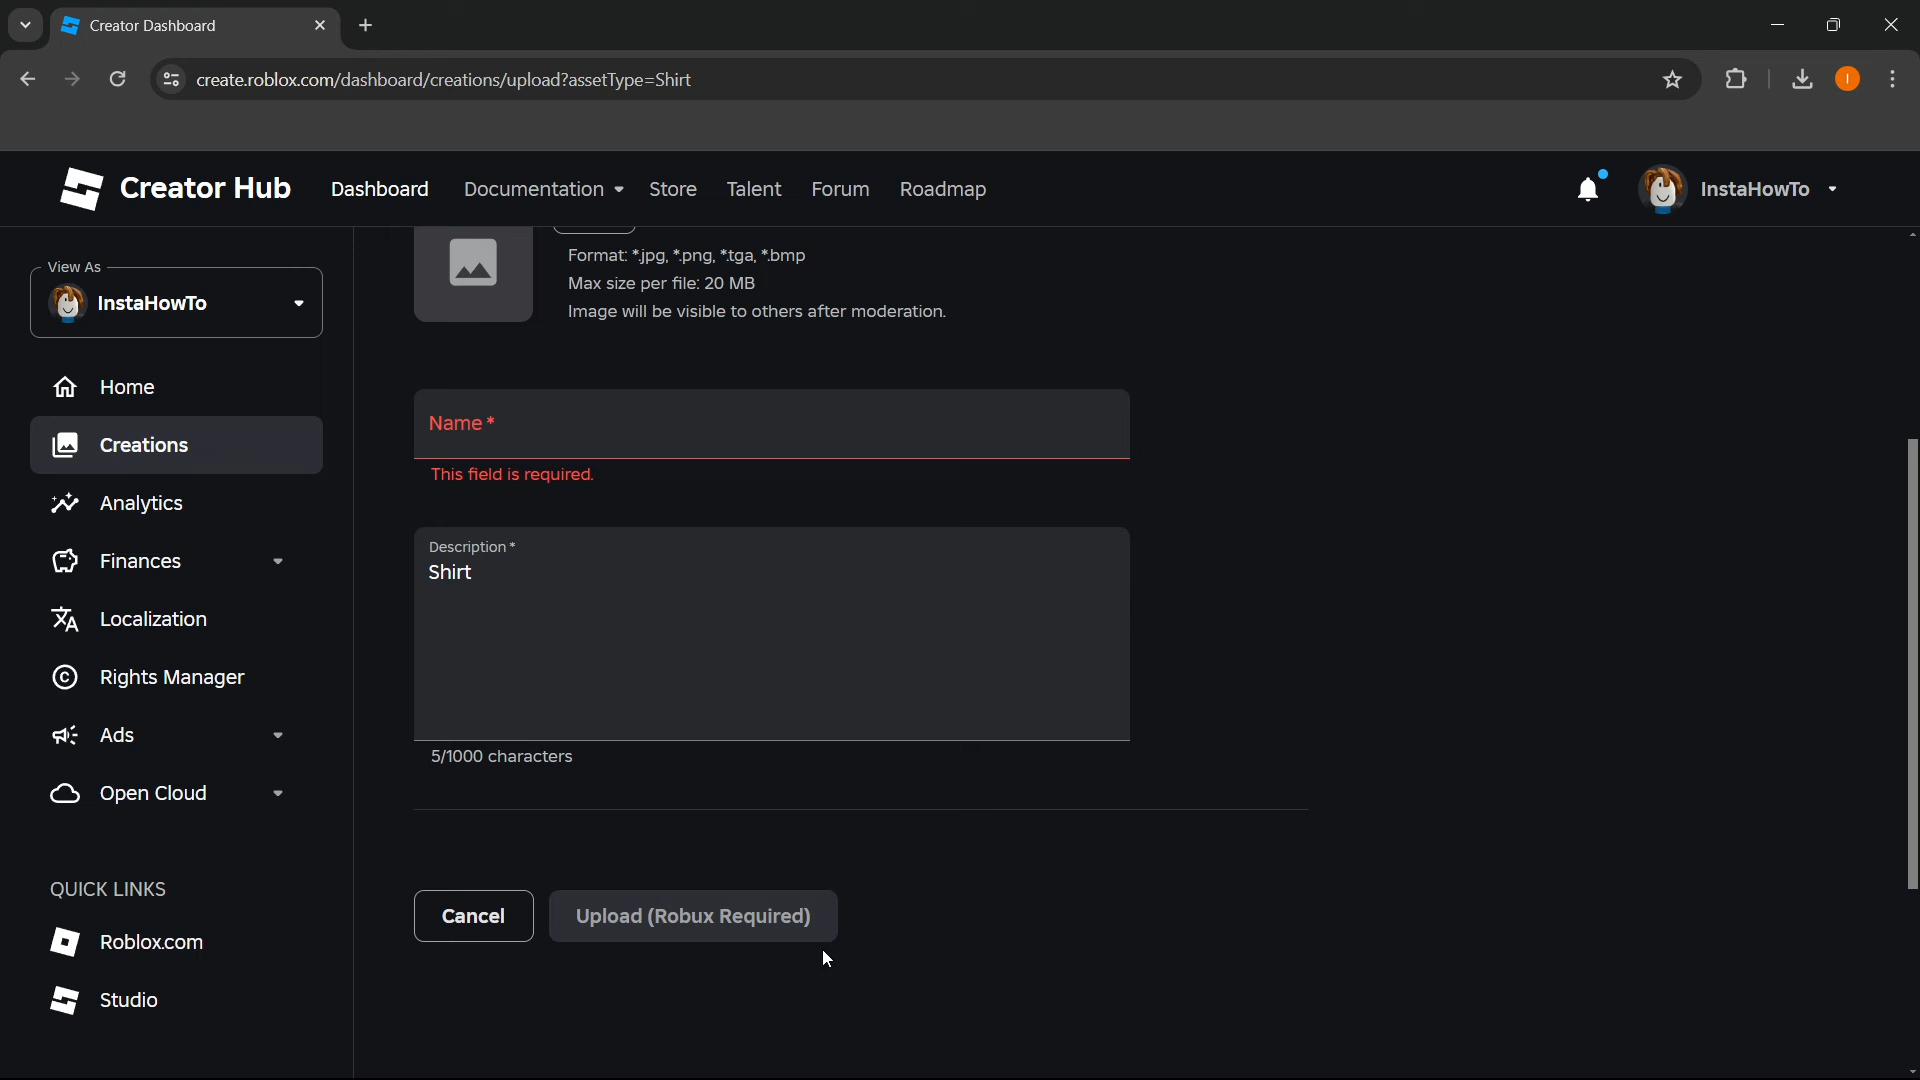 Creator Dashboard
create.roblox.com/dashboard/creations/upload?assetType=Shirt
I
Creator Hub
Dashboard
Documentation
Store
Talent
Forum
Roadmap
InstaHowTo
View As
InstaHowTo
Home
Creations
Analytics
Finances
Localization
Rights Manager
Ads
Open Cloud
QUICK LINKS
Roblox.com
Studio
Format: *.jpg, *.png, *.tga, *.bmp
Max size per file: 20 MB
Image will be visible to others after moderation.
Name *
This field is required.
Description *
Shirt
5/1000 characters
Cancel
Upload (Robux Required)